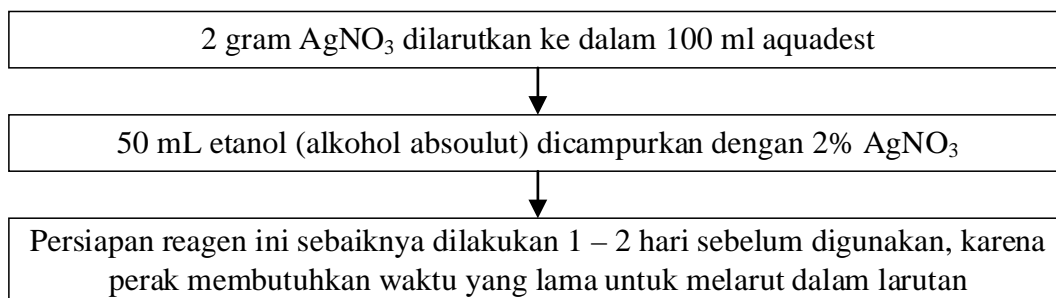 2 gram AgNO₃ dilarutkan ke dalam 100 ml aquadest
50 mL etanol (alkohol absoulut) dicampurkan dengan 2% AgNO₃
Persiapan reagen ini sebaiknya dilakukan 1 – 2 hari sebelum digunakan, karena
perak membutuhkan waktu yang lama untuk melarut dalam larutan